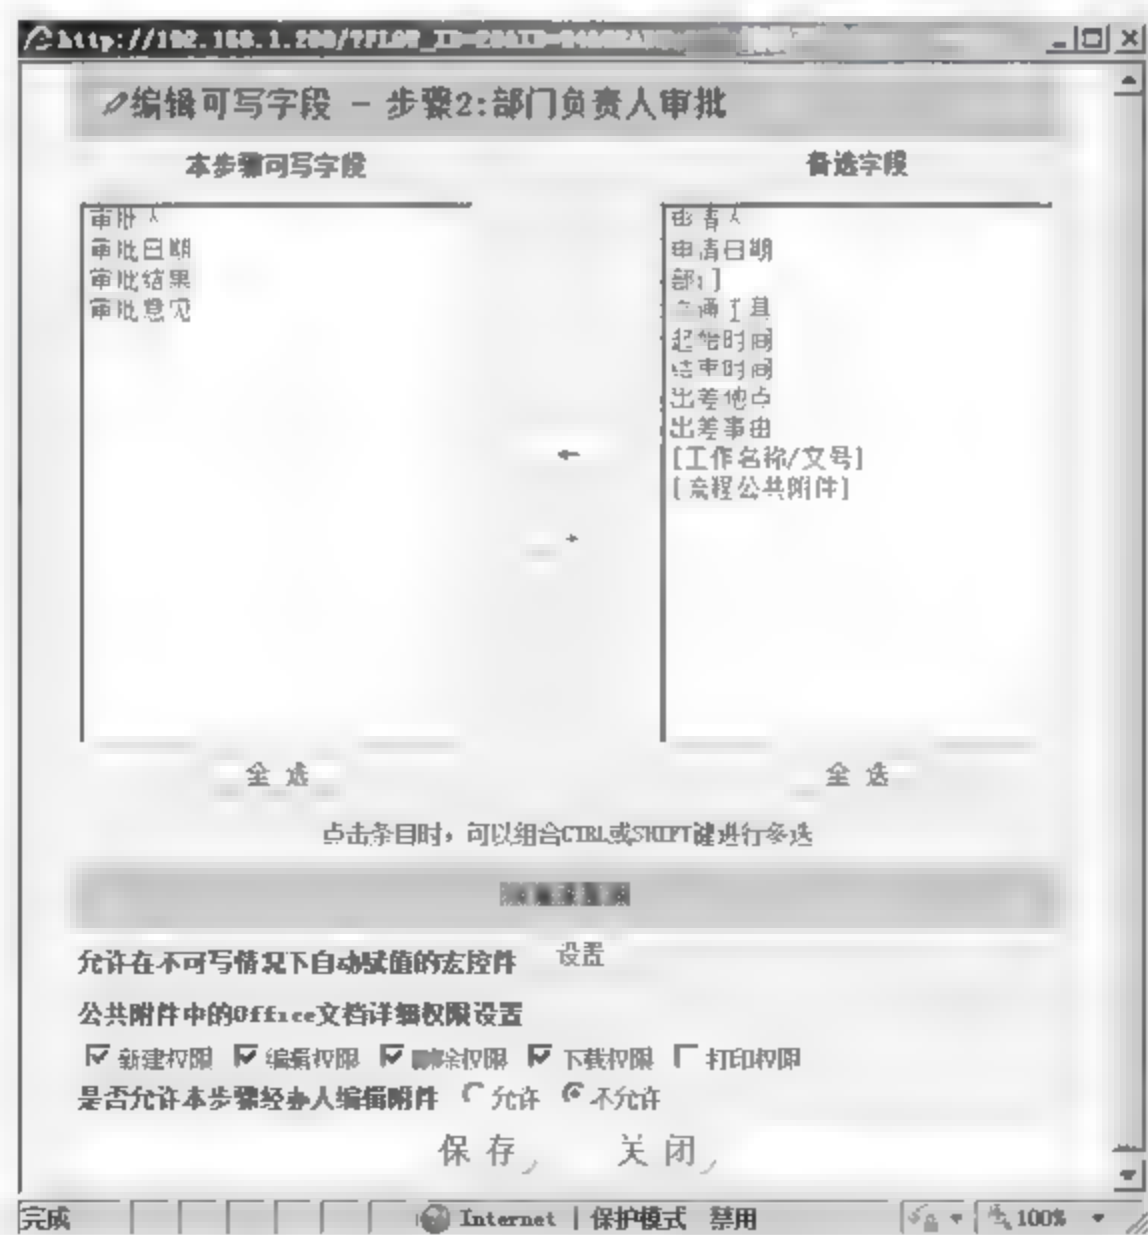 编辑可写字段 - 步骤2:部门负责人审批
本步骤可写字段
备选字段
审批人
审批日期
审批结果
审批意见
申请人
申请日期
部门
交通工具
起始时间
结束时间
出差地点
出差事由
[工作名称/文号]
[流程公共附件]
全选
全选
点击条目时，可以组合CTRL或SHIFT键进行多选
允许在不可写情况下自动赋值的宏控件 设置
公共附件中的Office文档详细权限设置
新建权限 编辑权限 删除权限 下载权限 打印权限
是否允许本步骤经办人编辑附件 允许 不允许
保存 关闭
完成 Internet | 保护模式 禁用 100%